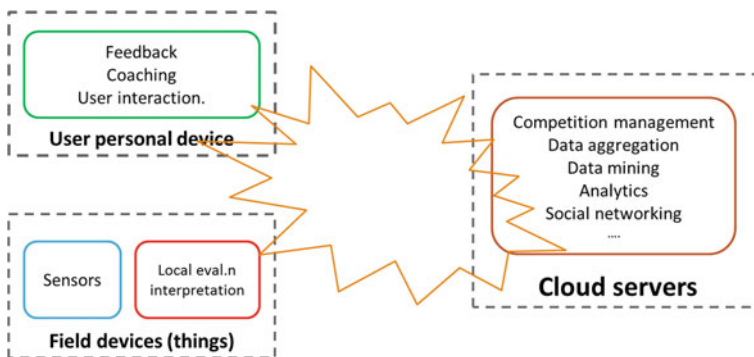 Feedback
Coaching
User interaction.
User personal device
Sensors
Local eval.n
interpretation
Field devices (things)
Competition management
Data aggregation
Data mining
Analytics
Social networking
....
Cloud servers